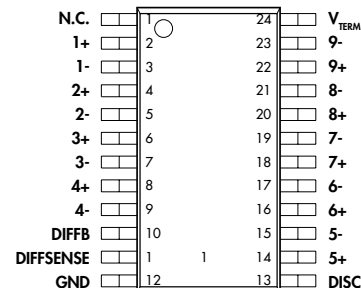 N.C. 1 24 VTERM
1+ 2 23 9-
1- 3 22 9+
2+ 4 21 8-
2- 5 20 8+
3+ 6 19 7-
3- 7 18 7+
4+ 8 17 6-
4- 9 16 6+
DIFFB 10 15 5-
DIFFSENSE 1 1 14 5+
GND 12 13 DISC